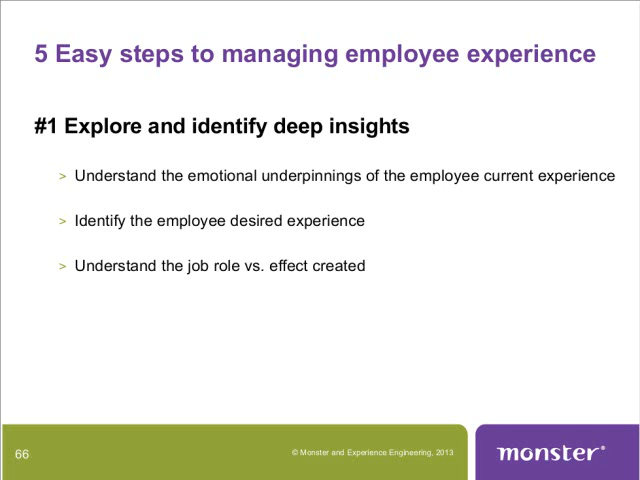 5 Easy steps to managing employee experience
#1 Explore and identify deep insights
> Understand the emotional underpinnings of the employee current experience
> Identify the employee desired experience
> Understand the job role vs. effect created
66
© Monster and Experience Engineering, 2013
monster®